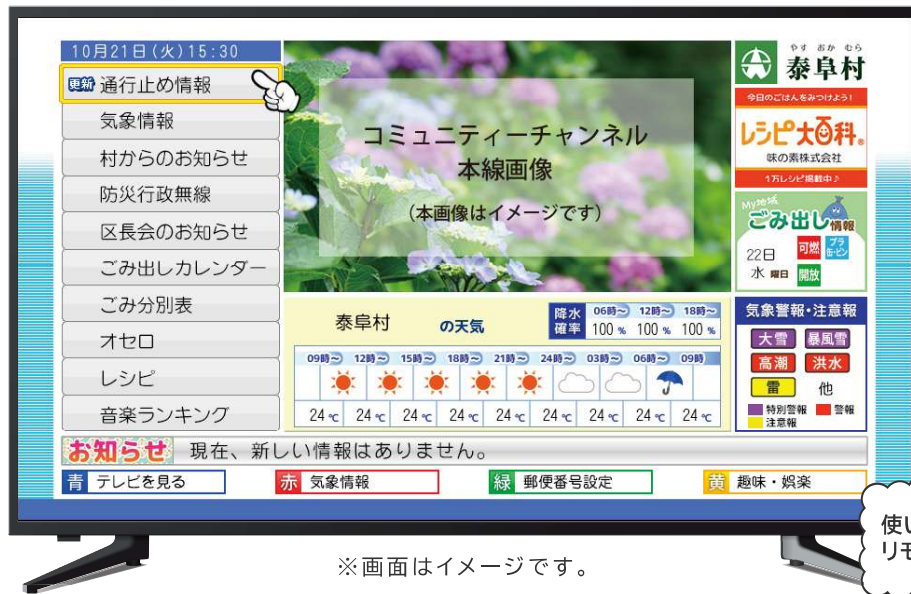 10月21日(火)15:30
更新 通行止め情報
気象情報
村からのお知らせ
防災行政無線
区長会のお知らせ
ごみ出しカレンダー
ごみ分別表
オセロ
レシピ
音楽ランキング
コミュニティーチャンネル
本線画像
(本画像はイメージです)
やす おか むら
泰阜村
今日のごはんをみつけよう!
レシピ大百科®
味の素株式会社
1万レシピ掲載中♪
My地域
ごみ出し情報
22日
水 曜日
可燃
プラ
缶・ビン
開放
泰阜村 の天気
降水
確率
06時~ 12時~ 18時~
100 % 100 % 100 %
09時~ 12時~ 15時~ 18時~ 21時~ 24時~ 03時~ 06時~ 09時
24℃ 24℃ 24℃ 24℃ 24℃ 24℃ 24℃ 24℃ 24℃
気象警報・注意報
大雪 暴風雪
高潮 洪水
雷 他
特別警報 警報
注意報
お知らせ 現在、新しい情報はありません。
青 テレビを見る
赤 気象情報
緑 郵便番号設定
黄 趣味・娯楽
使い
リモ
※画面はイメージです。